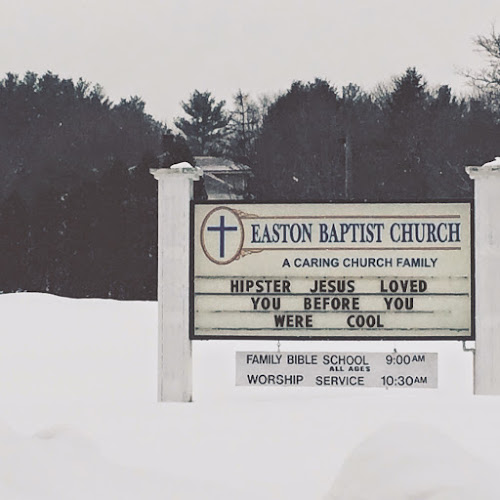 EASTON BAPTIST CHURCH
A CARING CHURCH FAMILY
HIPSTER JESUS LOVED
YOU BEFORE YOU
WERE COOL
FAMILY BIBLE SCHOOL 9:00AM
ALL AGES
WORSHIP SERVICE 10:30AM